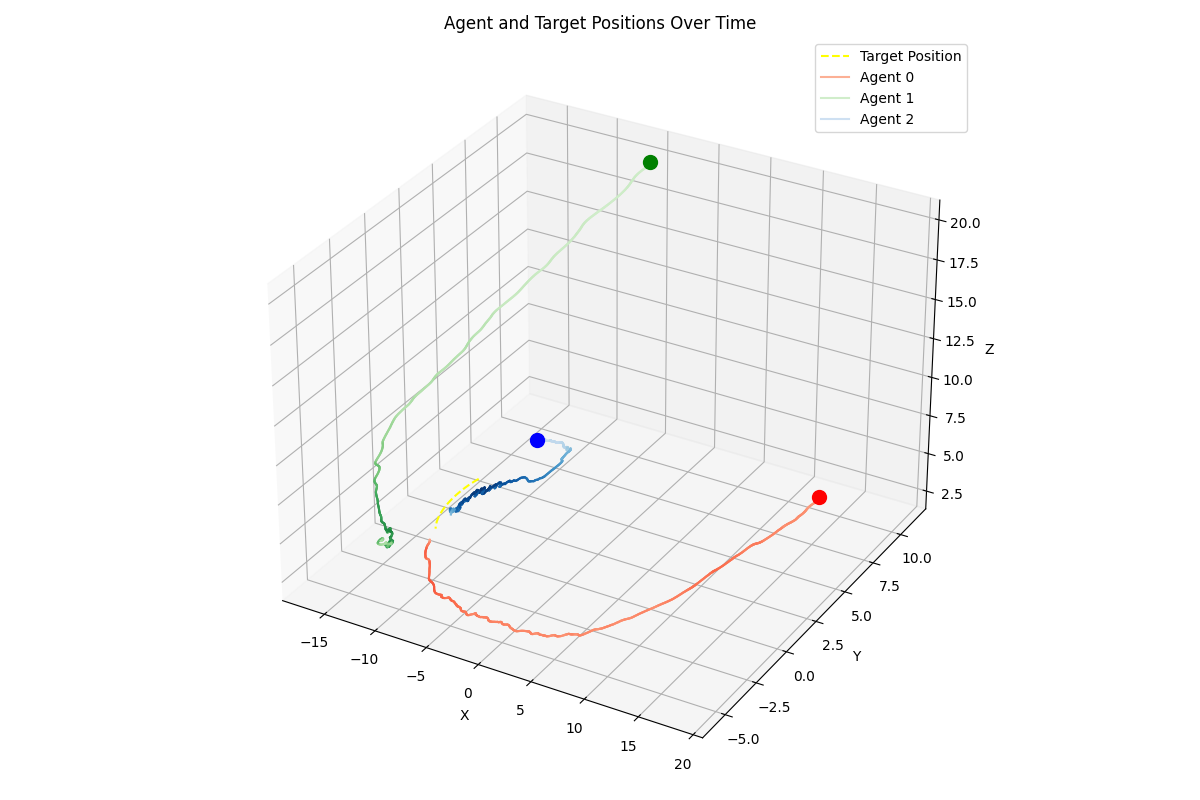 Agent and Target Positions Over Time
Target Position
Agent 0
Agent 1
Agent 2
20.0
17.5
15.0
12.5
10.0
7.5
5.0
2.5
Z
10.0
7.5
5.0
2.5
0.0
−2.5
−5.0
Y
−15
−10
−5
0
5
10
15
20
X